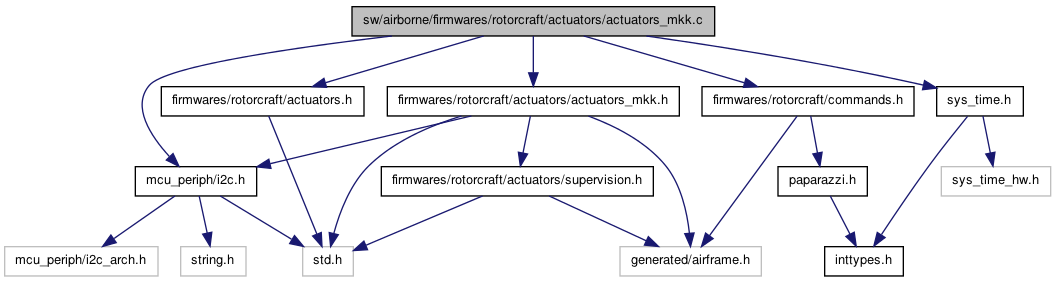 sw/airborne/firmwares/rotorcraft/actuators/actuators_mkk.c
firmwares/rotorcraft/actuators.h
firmwares/rotorcraft/actuators/actuators_mkk.h
firmwares/rotorcraft/commands.h
sys_time.h
mcu_periph/i2c.h
firmwares/rotorcraft/actuators/supervision.h
paparazzi.h
sys_time_hw.h
mcu_periph/i2c_arch.h
string.h
std.h
generated/airframe.h
inttypes.h